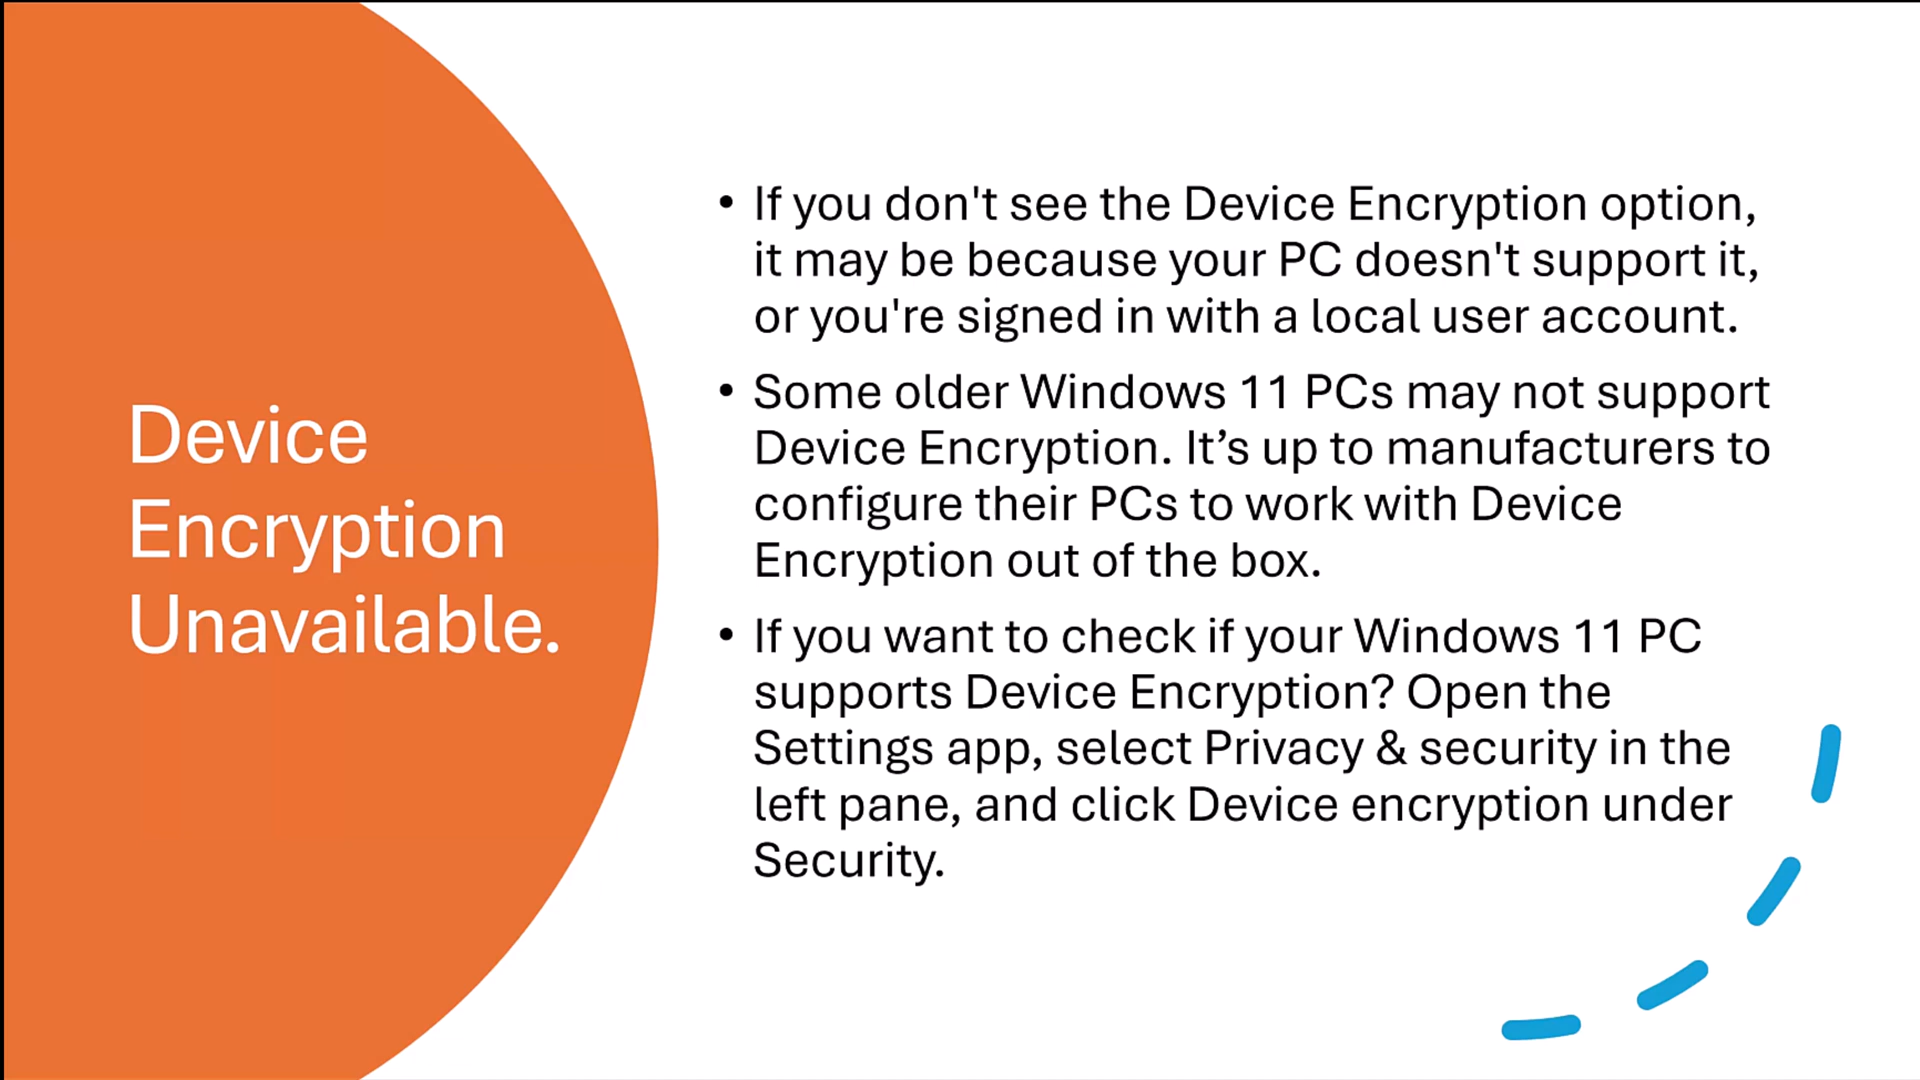 Device
Encryption
Unavailable.
• If you don't see the Device Encryption option,
it may be because your PC doesn't support it,
or you're signed in with a local user account.
• Some older Windows 11 PCs may not support
Device Encryption. It’s up to manufacturers to
configure their PCs to work with Device
Encryption out of the box.
• If you want to check if your Windows 11 PC
supports Device Encryption? Open the
Settings app, select Privacy & security in the
left pane, and click Device encryption under
Security.